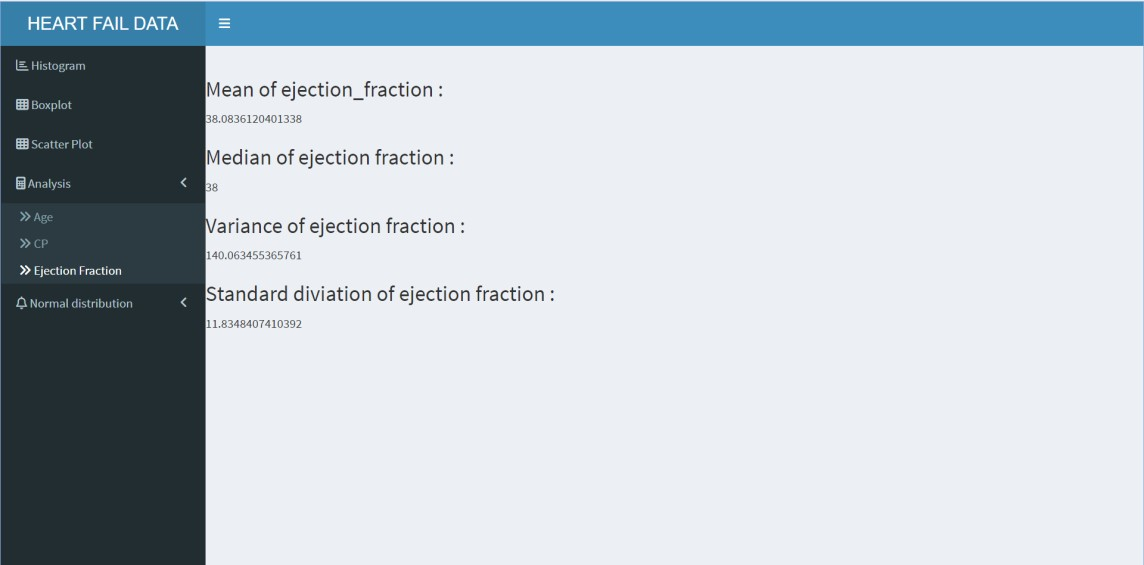 HEART FAIL DATA
Histogram
Boxplot
Scatter Plot
Analysis
Age
CP
Ejection Fraction
Normal distribution
Mean of ejection_fraction :
38.0836120401338
Median of ejection fraction :
38
Variance of ejection fraction :
140.063455365761
Standard diviation of ejection fraction :
11.8348407410392